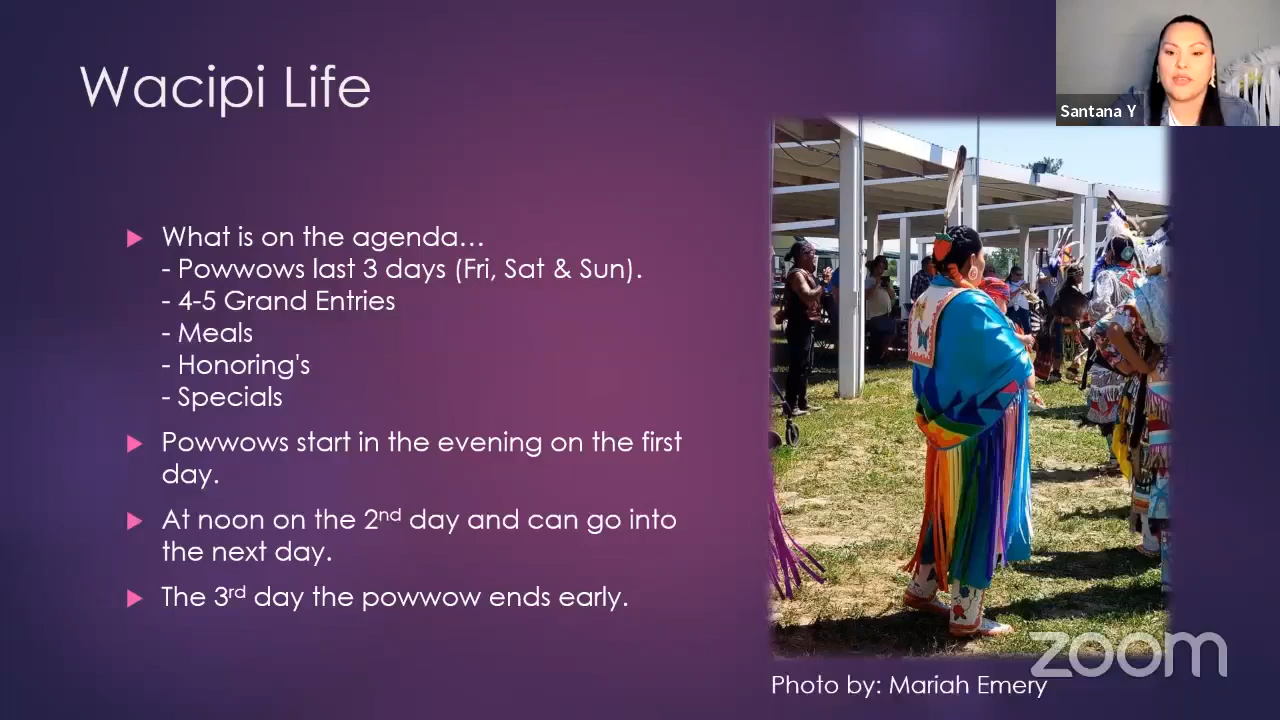 Wacipi Life
Santana Y
What is on the agenda…
- Powwows last 3 days (Fri, Sat & Sun).
- 4-5 Grand Entries
- Meals
- Honoring's
- Specials
Powwows start in the evening on the first
day.
At noon on the 2nd day and can go into
the next day.
The 3rd day the powwow ends early.
zoom
Photo by: Mariah Emery